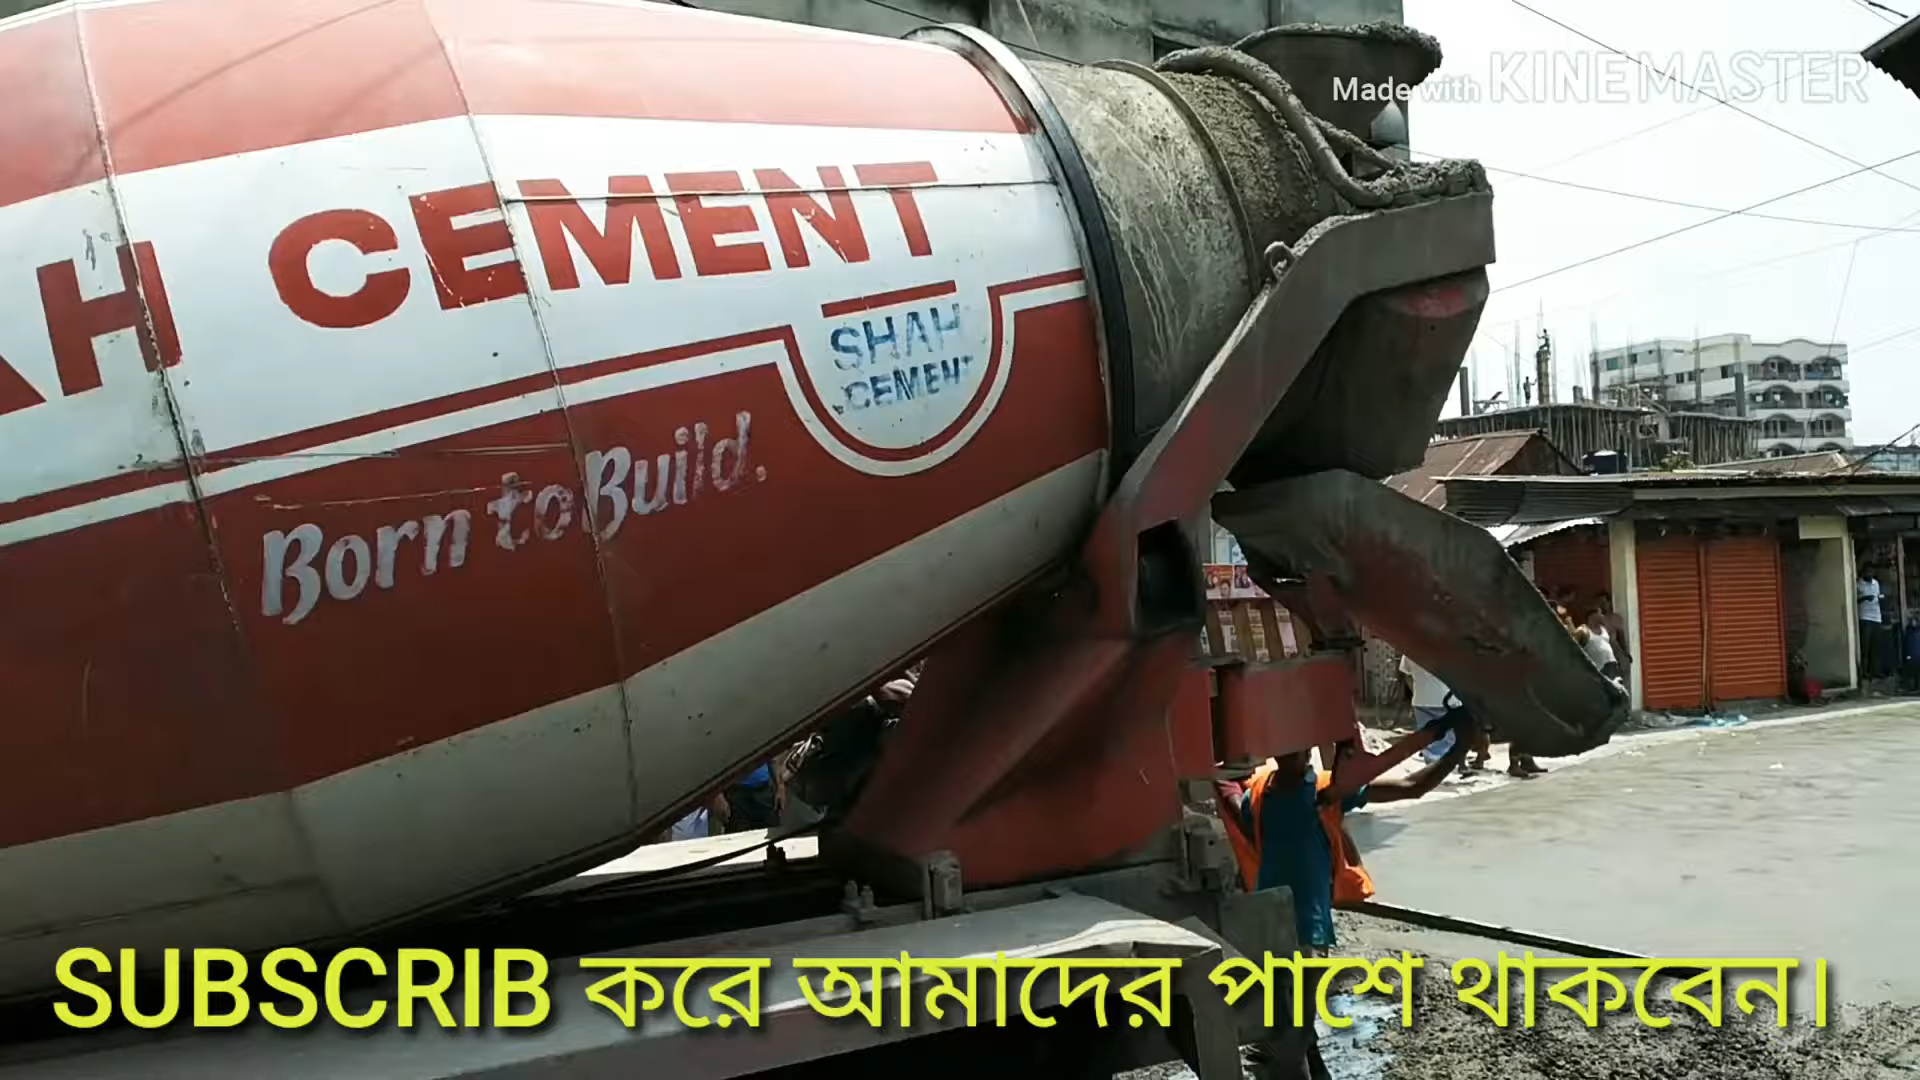 Made with KINEMASTER
AH CEMENT
SHAH
CEMENT
Born to Build.
SUBSCRIB করে আমাদের পাশে থাকবেন।